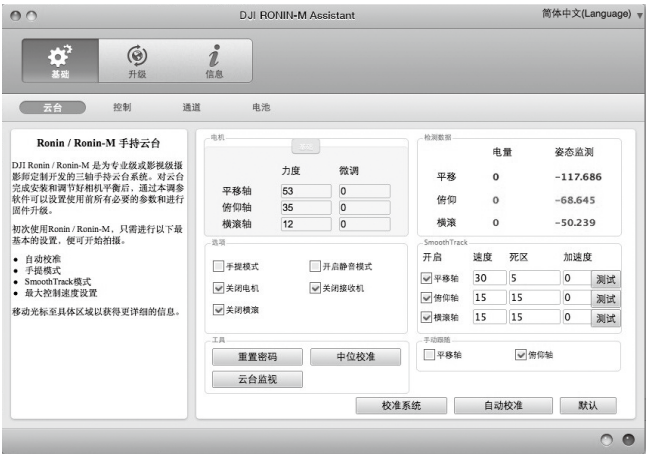 DJI RONIN-M Assistant
简体中文(Language)
基础
升级
信息
云台
控制
通道
电池
Ronin / Ronin-M 手持云台
DJI Ronin / Ronin-M 是为专业级或影视级摄
影师定制开发的三轴手持云台系统。对云台
完成安装和调节好相机平衡后，通过本调参
软件可以设置使用前所有必要的参数和进行
固件升级。
初次使用Ronin / Ronin-M，只需进行以下最
基本的设置，便可开始拍摄。
自动校准
手提模式
SmoothTrack模式
最大控制速度设置
移动光标至具体区域以获得更详细的信息。
电机
力度 微调
平移轴 53 0
俯仰轴 35 0
横滚轴 12 0
选项
手提模式 开启静音模式
关闭电机 关闭接收机
关闭横滚
工具
重置密码 中位校准
云台监视
检测数据
电量 姿态监测
平移 0 -117.686
俯仰 0 -68.645
横滚 0 -50.239
SmoothTrack
开启 速度 死区 加速度
平移轴 30 5 0 测试
俯仰轴 15 15 0 测试
横滚轴 15 15 0 测试
手动跟随
平移轴 俯仰轴
校准系统 自动校准 默认